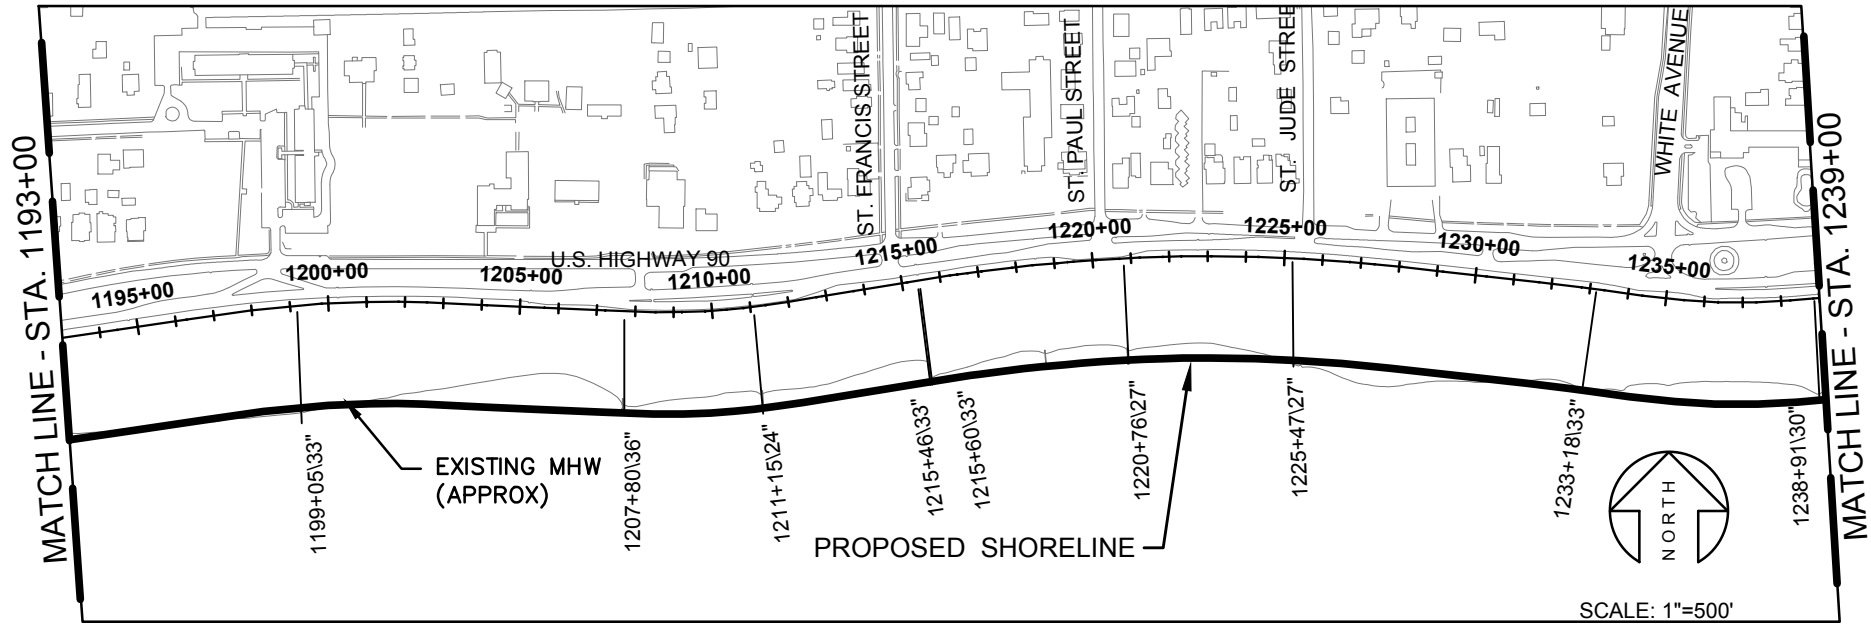 ST. FRANCIS STREET
ST. PAUL STREET
ST. JUDE STREE
WHITE AVENUE
MATCH LINE - STA. 1193+00
MATCH LINE - STA. 1239+00
U.S. HIGHWAY 90
1195+00
1200+00
1205+00
1210+00
1215+00
1220+00
1225+00
1230+00
1235+00
EXISTING MHW
(APPROX)
PROPOSED SHORELINE
1199+05\33"
1207+80\36"
1211+15\24"
1215+46\33"
1215+60\33"
1220+76\27"
1225+47\27"
1233+18\33"
1238+91\30"
NORTH
SCALE: 1"=500'